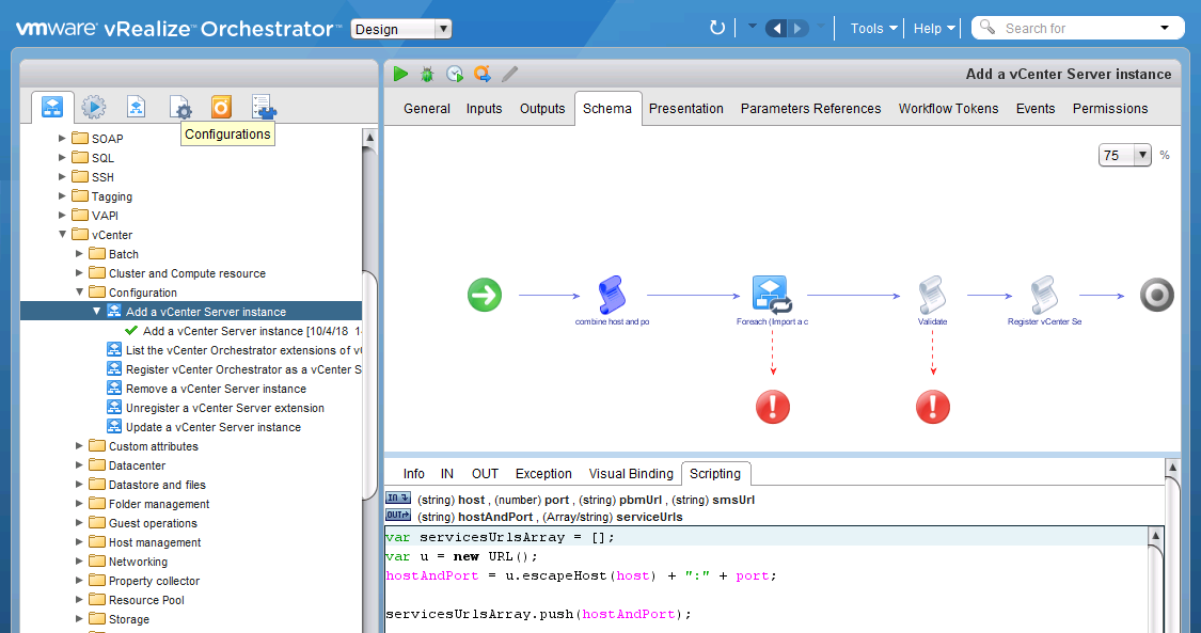 vmware vRealize™ Orchestrator™ Design Tools Help Search for
Add a vCenter Server instance
Configurations
General Inputs Outputs Schema Presentation Parameters References Workflow Tokens Events Permissions
75 %
SOAP
SQL
SSH
Tagging
VAPI
vCenter
Batch
Cluster and Compute resource
Configuration
Add a vCenter Server instance
Add a vCenter Server instance [10/4/18
List the vCenter Orchestrator extensions of
Register vCenter Orchestrator as a vCenter S
Remove a vCenter Server instance
Unregister a vCenter Server extension
Update a vCenter Server instance
Custom attributes
Datacenter
Datastore and files
Folder management
Guest operations
Host management
Networking
Property collector
Resource Pool
Storage
combine host and po
Foreach (Import a c
Validate
Register vCenter Se
Info IN OUT Exception Visual Binding Scripting
IN (string) host , (number) port , (string) pbmUrl , (string) smsUrl
OUT (string) hostAndPort , (Array/string) serviceUrls
var servicesUrlsArray = [];
var u = new URL();
hostAndPort = u.escapeHost(host) + ":" + port;
servicesUrlsArray.push(hostAndPort);